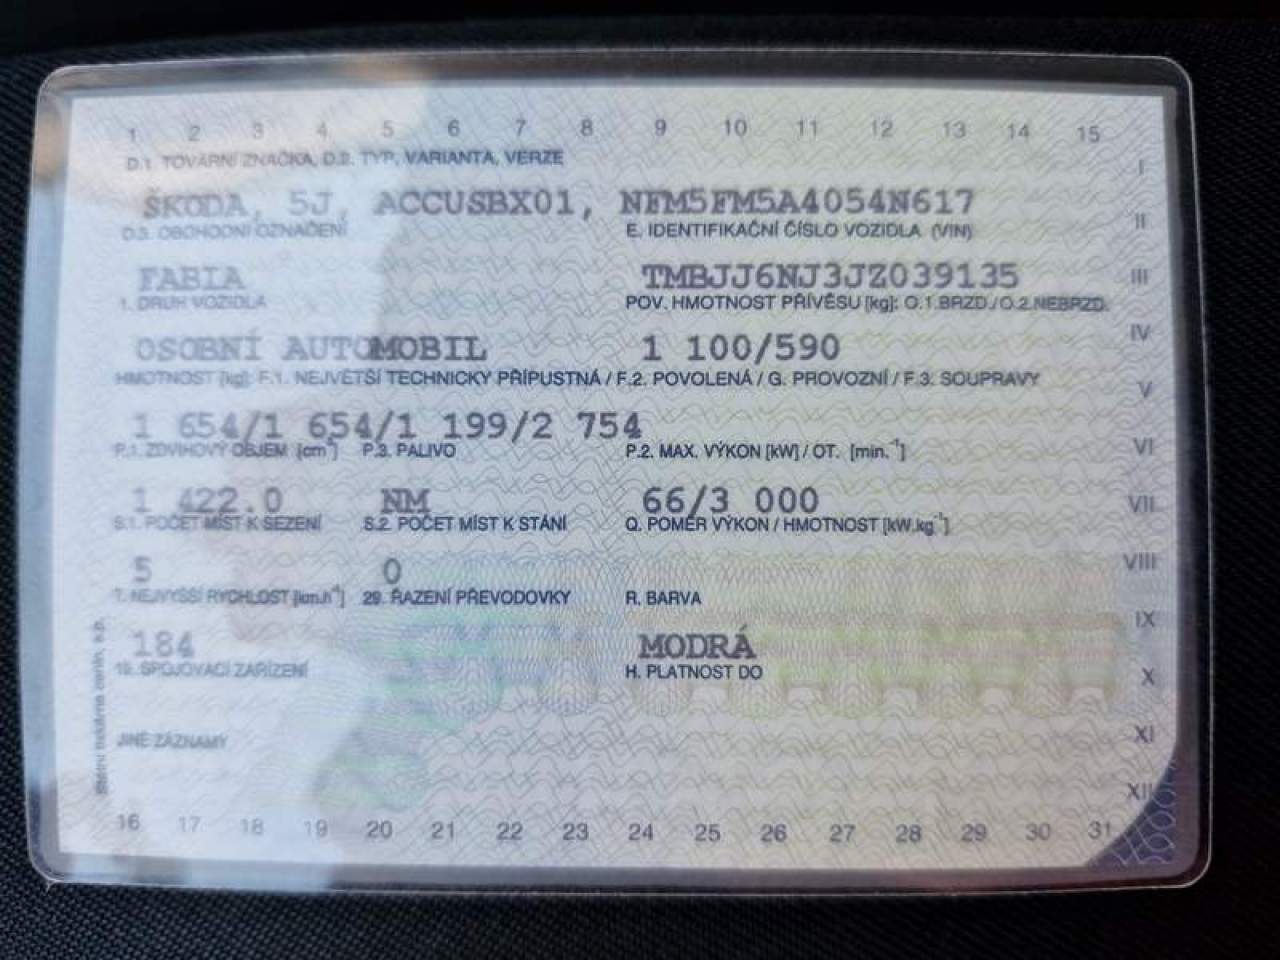 1 2 3 4 5 6 7 8 9 10 11 12 13 14 15
D.1. TOVÁRNÍ ZNAČKA, D.2. TYP, VARIANTA, VERZE
I
ŠKODA, 5J, ACCUSBX01, NFM5FM5A4054N617
II
D.3. OBCHODNÍ OZNAČENÍ E. IDENTIFIKAČNÍ ČÍSLO VOZIDLA (VIN)
FABIA TMBJJ6NJ3JZ039135
III
1. DRUH VOZIDLA POV. HMOTNOST PŘÍVĚSU [kg]: O.1.BRZD./O.2.NEBRZD.
OSOBNÍ AUTOMOBIL 1 100/590
IV
HMOTNOST [kg]: F.1. NEJVĚTŠÍ TECHNICKY PŘÍPUSTNÁ / F.2. POVOLENÁ / G. PROVOZNÍ / F.3. SOUPRAVY
V
1 654/1 654/1 199/2 754
P.1. ZDVIHOVÝ OBJEM [cm³] P.3. PALIVO P.2. MAX. VÝKON [kW] / OT. [min.⁻¹]
VI
1 422.0 NM 66/3 000
VII
S.1. POČET MÍST K SEZENÍ S.2. POČET MÍST K STÁNÍ Q. POMĚR VÝKON / HMOTNOST [kW.kg⁻¹]
5 0
VIII
T. NEJVYŠŠÍ RYCHLOST [km.h⁻¹] 29. ŘAZENÍ PŘEVODOVKY R. BARVA
IX
184 MODRÁ
18. SPOJOVACÍ ZAŘÍZENÍ H. PLATNOST DO
X
JINÉ ZÁZNAMY
XI
XII
16 17 18 19 20 21 22 23 24 25 26 27 28 29 30 31
Státní tiskárna cenin, s.p.